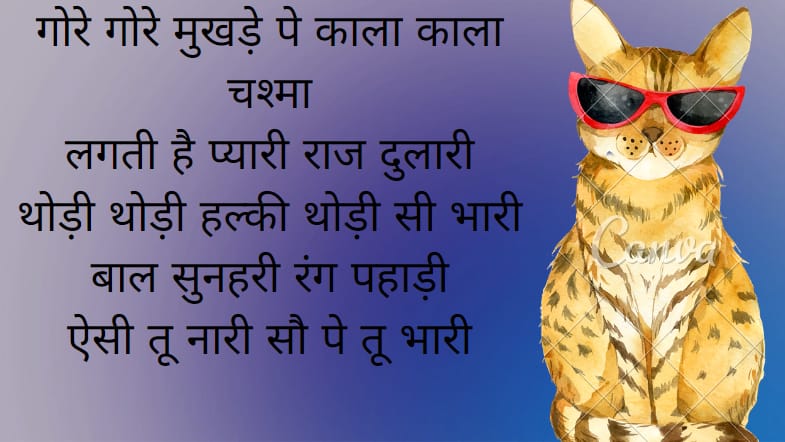 गोरे गोरे मुखड़े पे काला काला
चश्मा
लगती है प्यारी राज दुलारी
थोड़ी थोड़ी हल्की थोड़ी सी भारी
बाल सुनहरी रंग पहाड़ी
ऐसी तू नारी सौ पे तू भारी
Canva